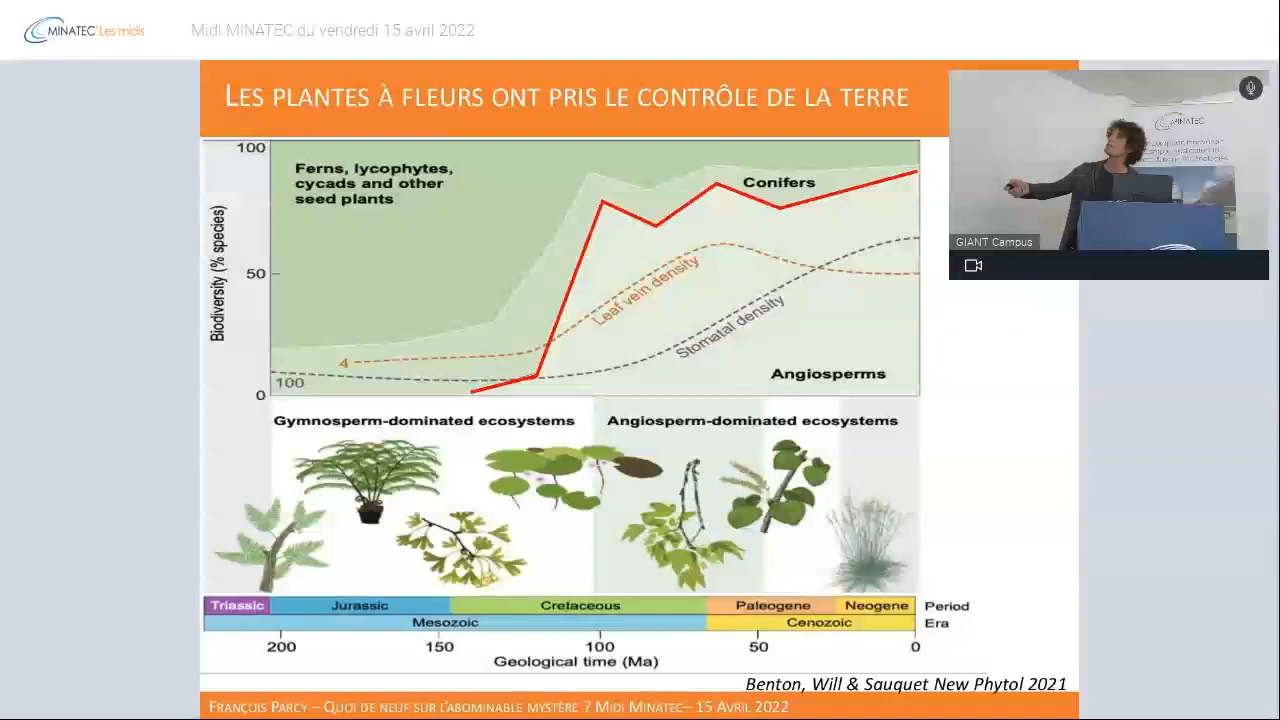 MINATEC Les midis
Midi MINATEC du vendredi 15 avril 2022
LES PLANTES À FLEURS ONT PRIS LE CONTRÔLE DE LA TERRE
MINATEC
GIANT Campus
100
50
0
Biodiversity (% species)
Ferns, lycophytes,
cycads and other
seed plants
Conifers
Leaf vein density
Stomatal density
4
100
Angiosperms
Gymnosperm-dominated ecosystems
Angiosperm-dominated ecosystems
Triassic
Jurassic
Cretaceous
Paleogene
Neogene
Period
Mesozoic
Cenozoic
Era
200
150
100
50
0
Geological time (Ma)
Benton, Will & Sauquet New Phytol 2021
FRANÇOIS PARCY – QUOI DE NEUF SUR L'ABOMINABLE MYSTÈRE ? MIDI MINATEC– 15 AVRIL 2022